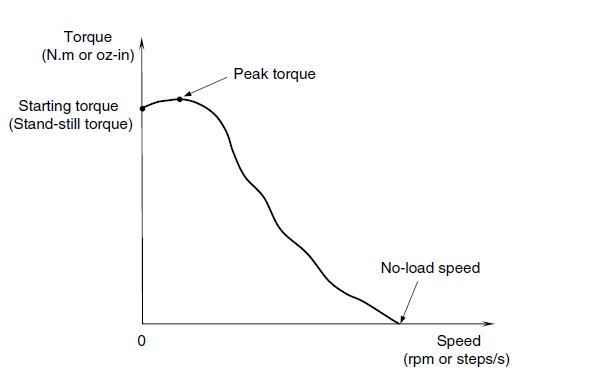 Torque
(N.m or oz-in)
Peak torque
Starting torque
(Stand-still torque)
No-load speed
0
Speed
(rpm or steps/s)